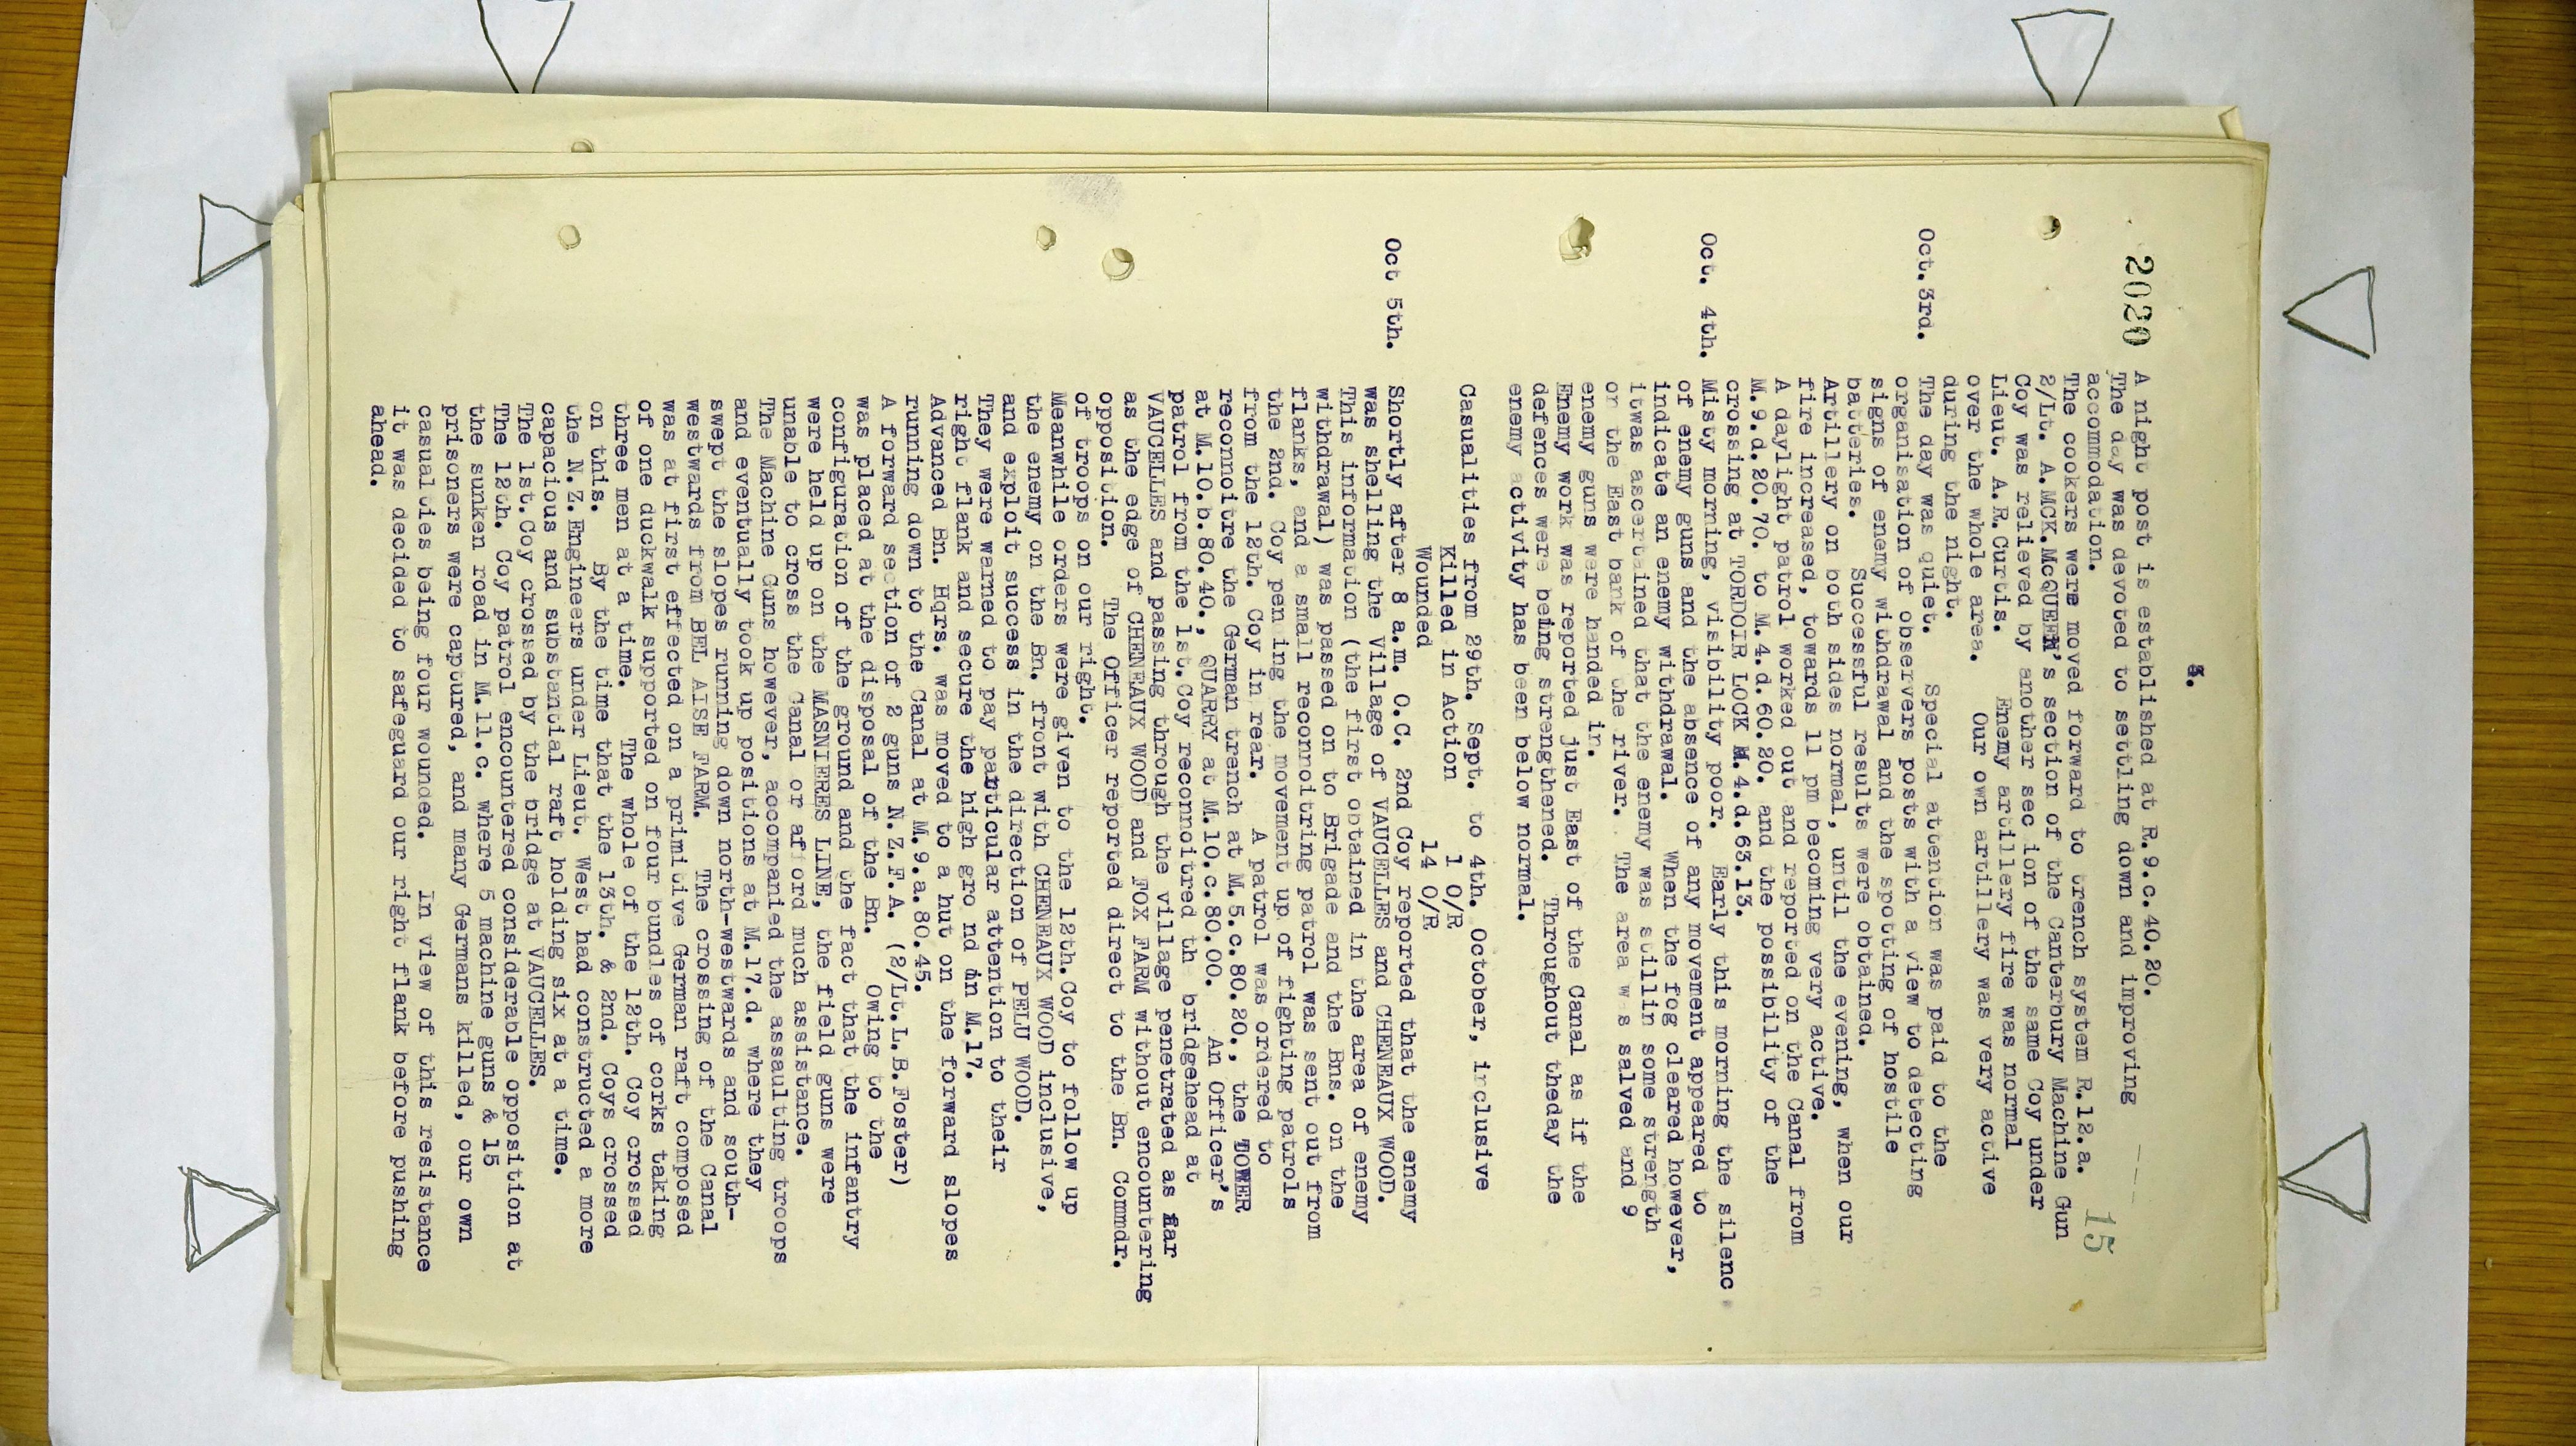 3.
15
A night post is established at R.9.c.40.20.
2020 The day was devoted to settling down and improving
accommodation.
The cookers were moved forward to trench system R.12.a.
2/Lt. A.MCK.McQUEEN's section of the Canterbury Machine Gun
Coy was relieved by another sec ion of the same Coy under
Lieut. A.R.Curtis. Enemy artillery fire was normal
over the whole area. Our own artillery was very active
during the night.
Oct.3rd. The day was quiet. Special attention was paid to the
organisation of observers posts with a view to detecting
signs of enemy withdrawal and the spotting of hostile
batteries. Successful results were obtained.
Artillery on both sides normal, until the evening, when our
fire increased, towards 11 pm becoming very active.
A daylight patrol worked out and reported on the Canal from
M.9.d.20.70. to M.4.d.60.20. and the possibility of the
crossing at TORDOIR LOCK M.4.d.63.13.
Oct. 4th. Misty morning, visibility poor. Early this morning the silenc
of enemy guns and the absence of any movement appeared to
indicate an enemy withdrawal. When the fog cleared however,
itwas ascertained that the enemy was stillin some strength
on the East bank of the river. The area w s salved and 9
enemy guns were handed in.
Enemy work was reported just East of the Canal as if the
defences were being strengthened. Throughout theday the
enemy activity has been below normal.
Casualities from 29th. Sept. to 4th. October, inclusive
Killed in Action 1 O/R
Wounded 14 O/R
Oct 5th. Shortly after 8 a.m. O.C. 2nd Coy reported that the enemy
was shelling the Village of VAUCELLES and CHENEAUX WOOD.
This information (the first obtained in the area of enemy
withdrawal) was passed on to Brigade and the Bns. on the
flanks, and a small reconnoitring patrol was sent out from
the 2nd. Coy pen ing the movement up of fighting patrols
from the 12th. Coy in rear. A patrol was ordered to
reconnoitre the German trench at M.5.c.80.20., the TOWER
at M.10.b.80.40., QUARRY at M.10.c.80.00. An Officer's
patrol from the 1st.Coy reconnoitred th bridgehead at
VAUCELLES and passing through the village penetrated as far
as the edge of CHENEAUX WOOD and FOX FARM without encountering
opposition. The Officer reported direct to the Bn. Commdr.
of troops on our right.
Meanwhile orders were given to the 12th.Coy to follow up
the enemy on the Bn. front with CHENEAUX WOOD inclusive,
and exploit success in the direction of PELU WOOD.
They were warned to pay particular attention to their
right flank and secure the high gro nd in M.17.
Advanced Bn. Hqrs. was moved to a hut on the forward slopes
running down to the Canal at M.9.a.80.45.
A forward section of 2 guns N.Z.F.A. (2/Lt.L.B.Foster)
was placed at the disposal of the Bn. Owing to the
configuration of the ground and the fact that the infantry
were held up on the MASNIERES LINE, the field guns were
unable to cross the Canal or afford much assistance.
The Machine Guns however, accompanied the assaulting troops
and eventually took up positions at M.17.d. where they
swept the slopes running down north-westwards and south-
westwards from BEL AISE FARM. The crossing of the Canal
was at first effected on a primitive German raft composed
of one duckwalk supported on four bundles of corks taking
three men at a time. The whole of the 12th. Coy crossed
on this. By the time that the 13th. & 2nd. Coys crossed
the N.Z.Engineers under Lieut. West had constructed a more
capacious and substantial raft holding six at a time.
The 1st.Coy crossed by the bridge at VAUCELLES.
The 12th. Coy patrol encountered considerable opposition at
the sunken road in M.11.c. where 5 machine guns & 15
prisoners were captured, and many Germans killed, our own
casualties being four wounded. In view of this resistance
it was decided to safeguard our right flank before pushing
ahead.